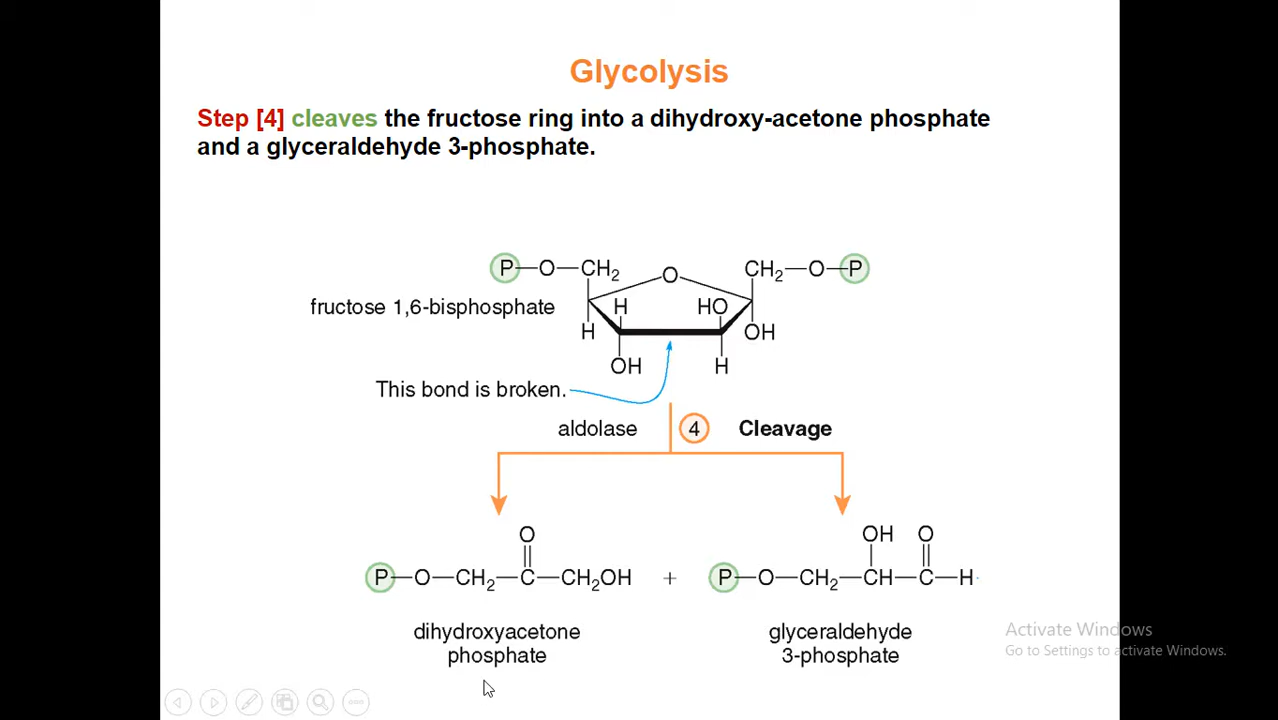 Glycolysis
Step [4] cleaves the fructose ring into a dihydroxy-acetone phosphate
and a glyceraldehyde 3-phosphate.
P—O—CH2 O CH2—O—P
fructose 1,6-bisphosphate H HO
H OH
OH H
This bond is broken.
aldolase 4 Cleavage
O OH O
P—O—CH2—C—CH2OH + P—O—CH2—CH—C—H
dihydroxyacetone
phosphate
glyceraldehyde
3-phosphate
Activate Windows
Go to Settings to activate Windows.